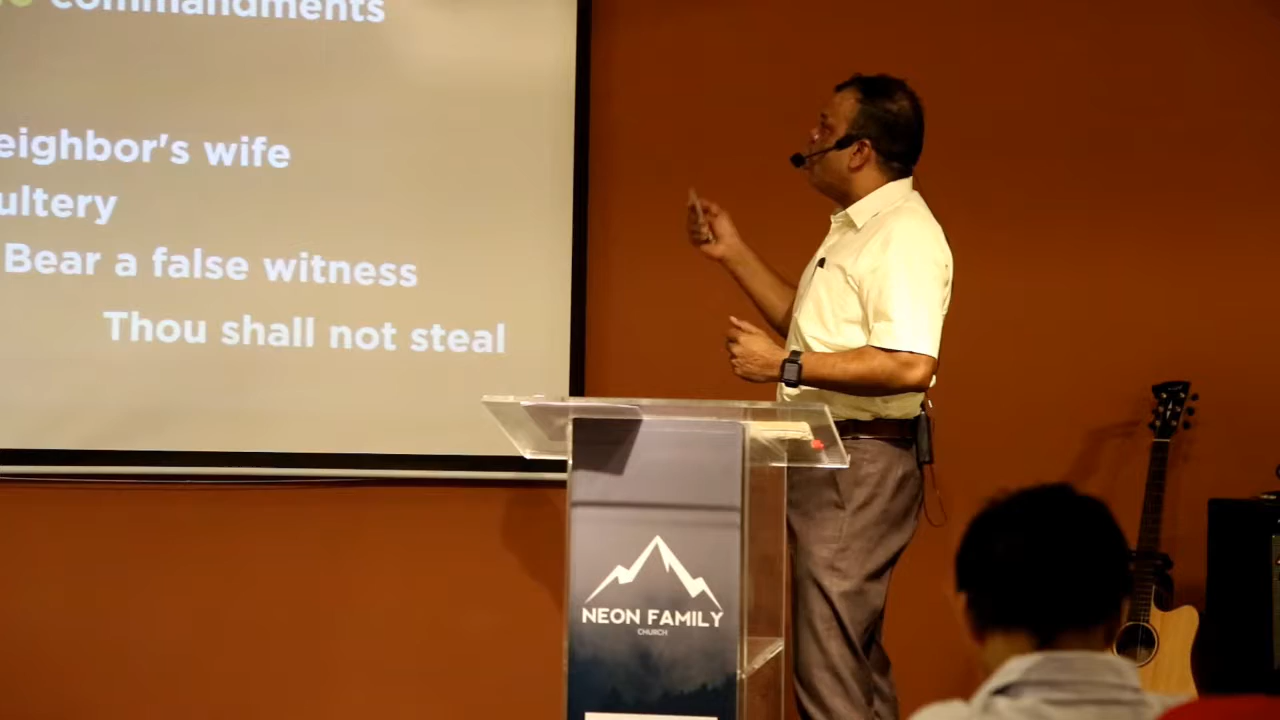 commandments
eighbor's wife
ultery
Bear a false witness
Thou shall not steal
NEON FAMILY
CHURCH